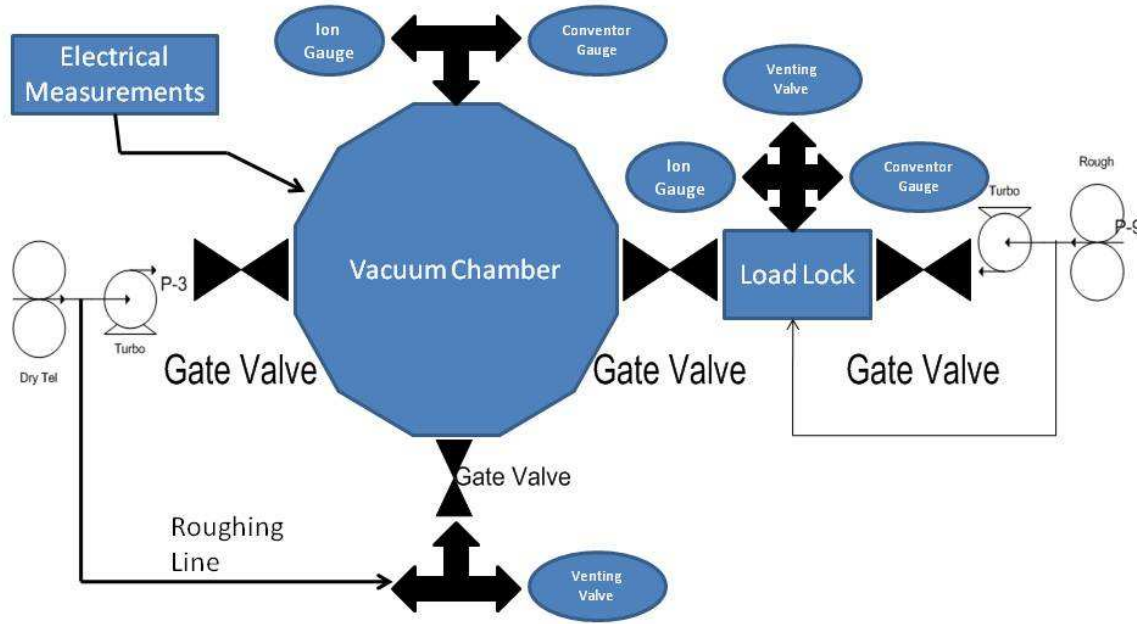 Ion
Gauge
Conventor
Gauge
Electrical
Measurements
Venting
Valve
Ion
Gauge
Conventor
Gauge
Rough
Turbo
P-9
Vacuum Chamber
Load Lock
P-3
Turbo
Dry Tel
Gate Valve
Gate Valve
Gate Valve
Gate Valve
Roughing
Line
Venting
Valve